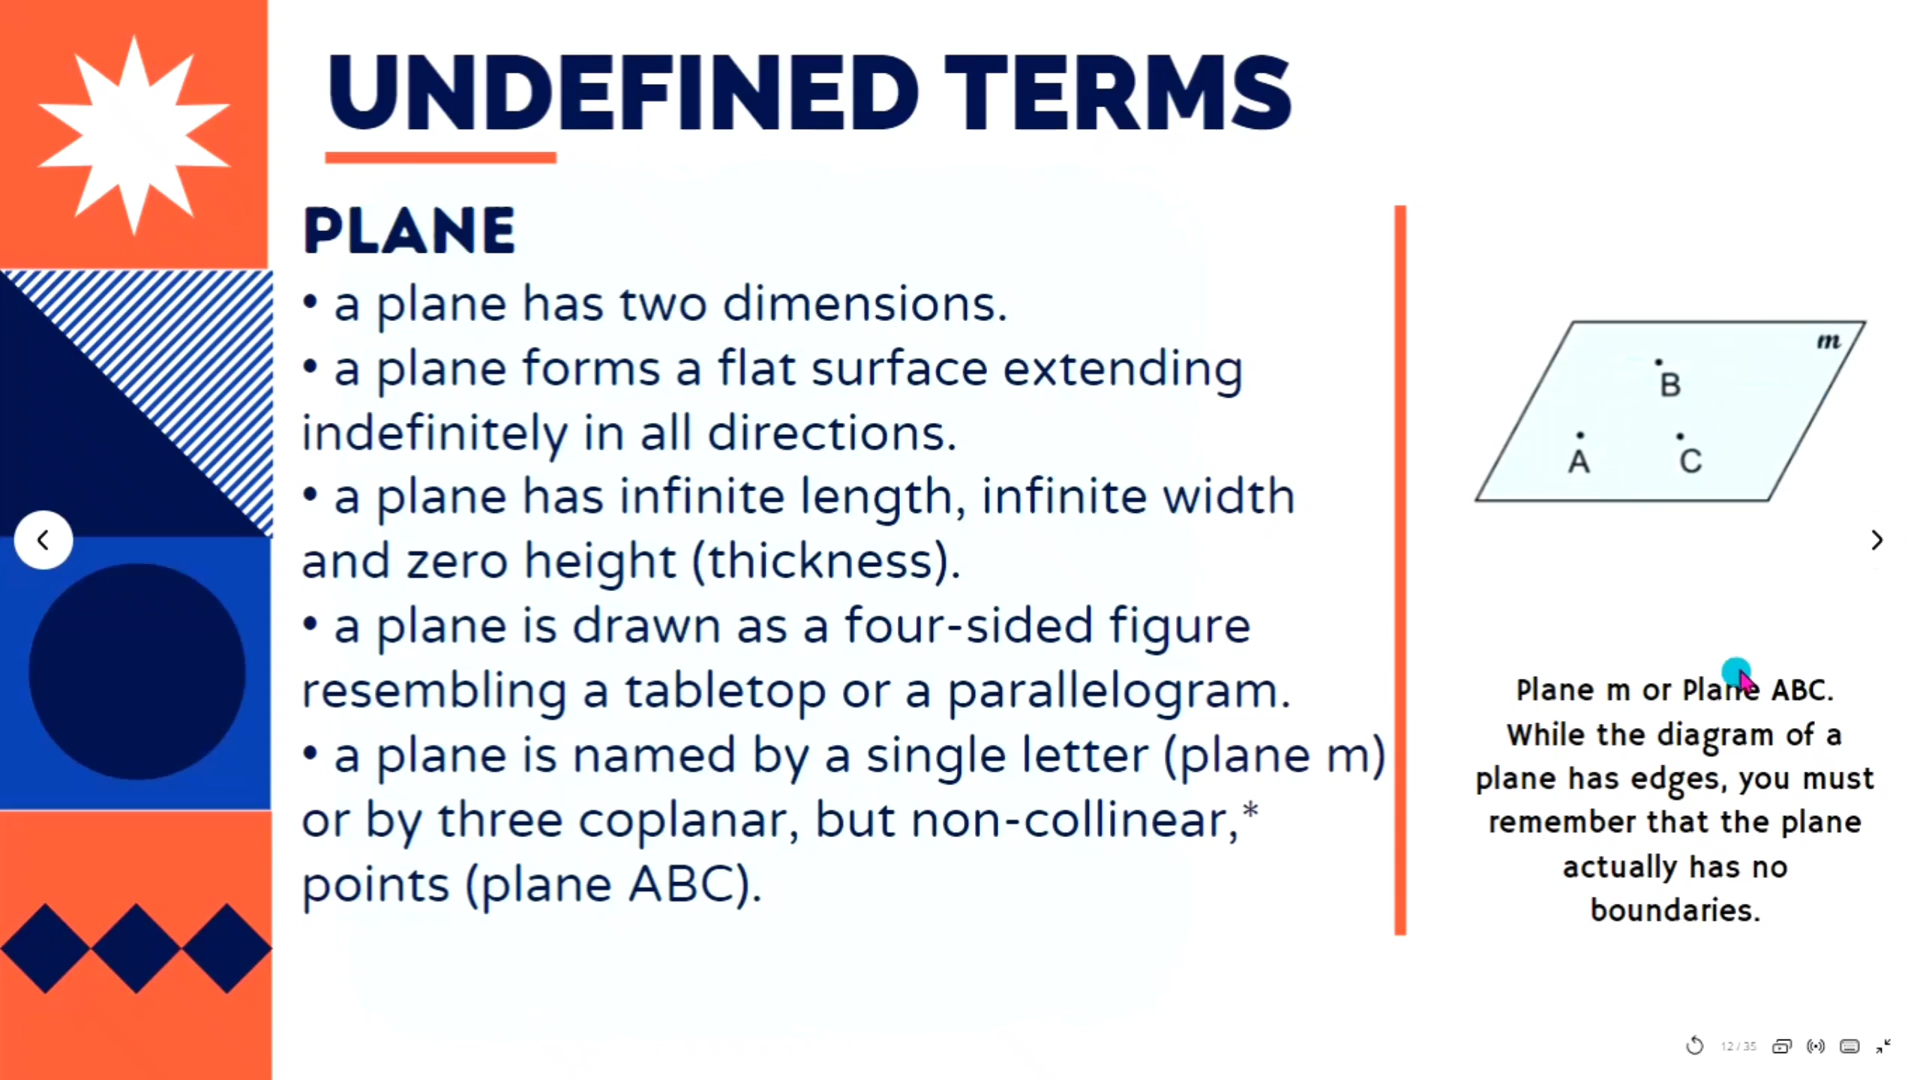 UNDEFINED TERMS
PLANE
• a plane has two dimensions.
• a plane forms a flat surface extending
indefinitely in all directions.
• a plane has infinite length, infinite width
and zero height (thickness).
• a plane is drawn as a four-sided figure
resembling a tabletop or a parallelogram.
• a plane is named by a single letter (plane m)
or by three coplanar, but non-collinear,*
points (plane ABC).
m
B
A
C
Plane m or Plane ABC.
While the diagram of a
plane has edges, you must
remember that the plane
actually has no
boundaries.
12 / 35